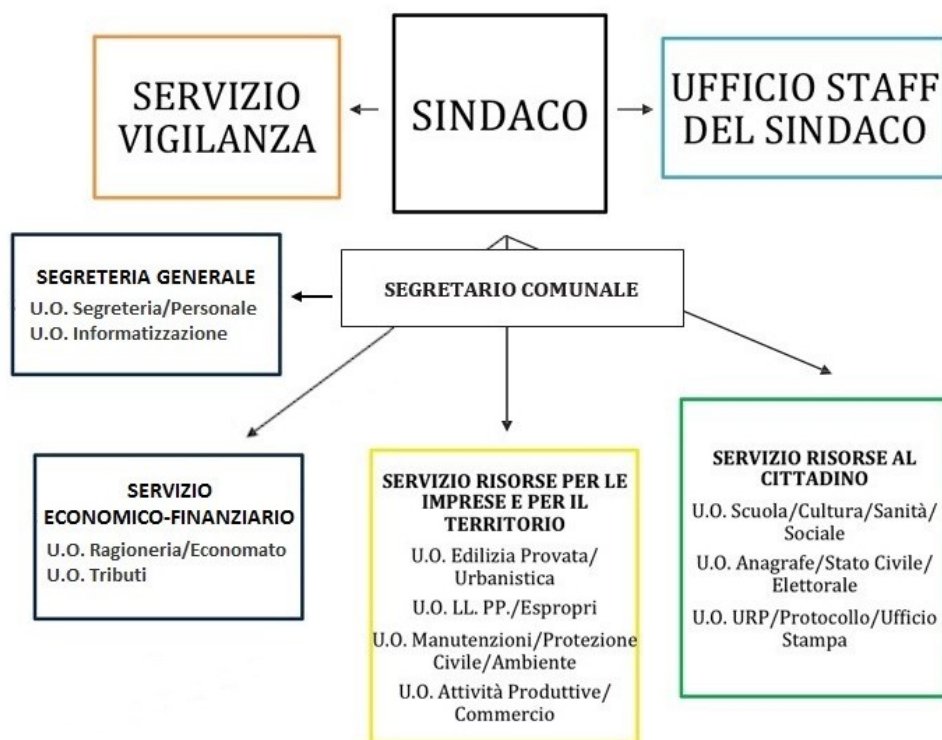 SERVIZIO
VIGILANZA
SINDACO
UFFICIO STAFF
DEL SINDACO
SEGRETERIA GENERALE
U.O. Segreteria/Personale
U.O. Informatizzazione
SEGRETARIO COMUNALE
SERVIZIO
ECONOMICO-FINANZIARIO
U.O. Ragioneria/Economato
U.O. Tributi
SERVIZIO RISORSE PER LE
IMPRESE E PER IL
TERRITORIO
U.O. Edilizia Provata/
Urbanistica
U.O. LL. PP./Espropri
U.O. Manutenzioni/Protezione
Civile/Ambiente
U.O. Attività Produttive/
Commercio
SERVIZIO RISORSE AL
CITTADINO
U.O. Scuola/Cultura/Sanità/
Sociale
U.O. Anagrafe/Stato Civile/
Elettorale
U.O. URP/Protocollo/Ufficio
Stampa